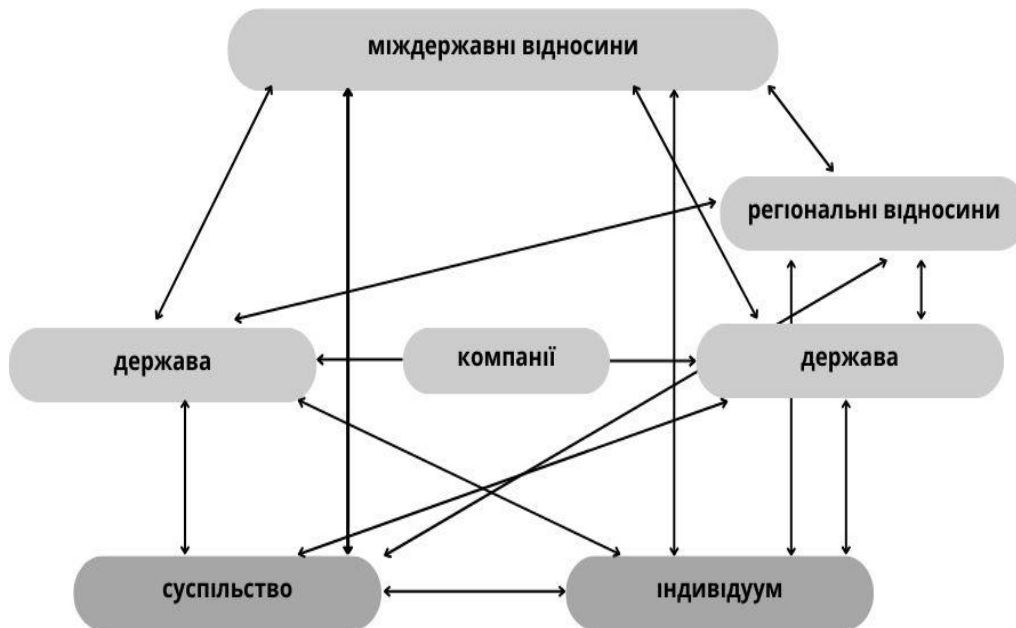 міждержавні відносини
регіональні відносини
держава
компанії
держава
суспільство
індивідуум